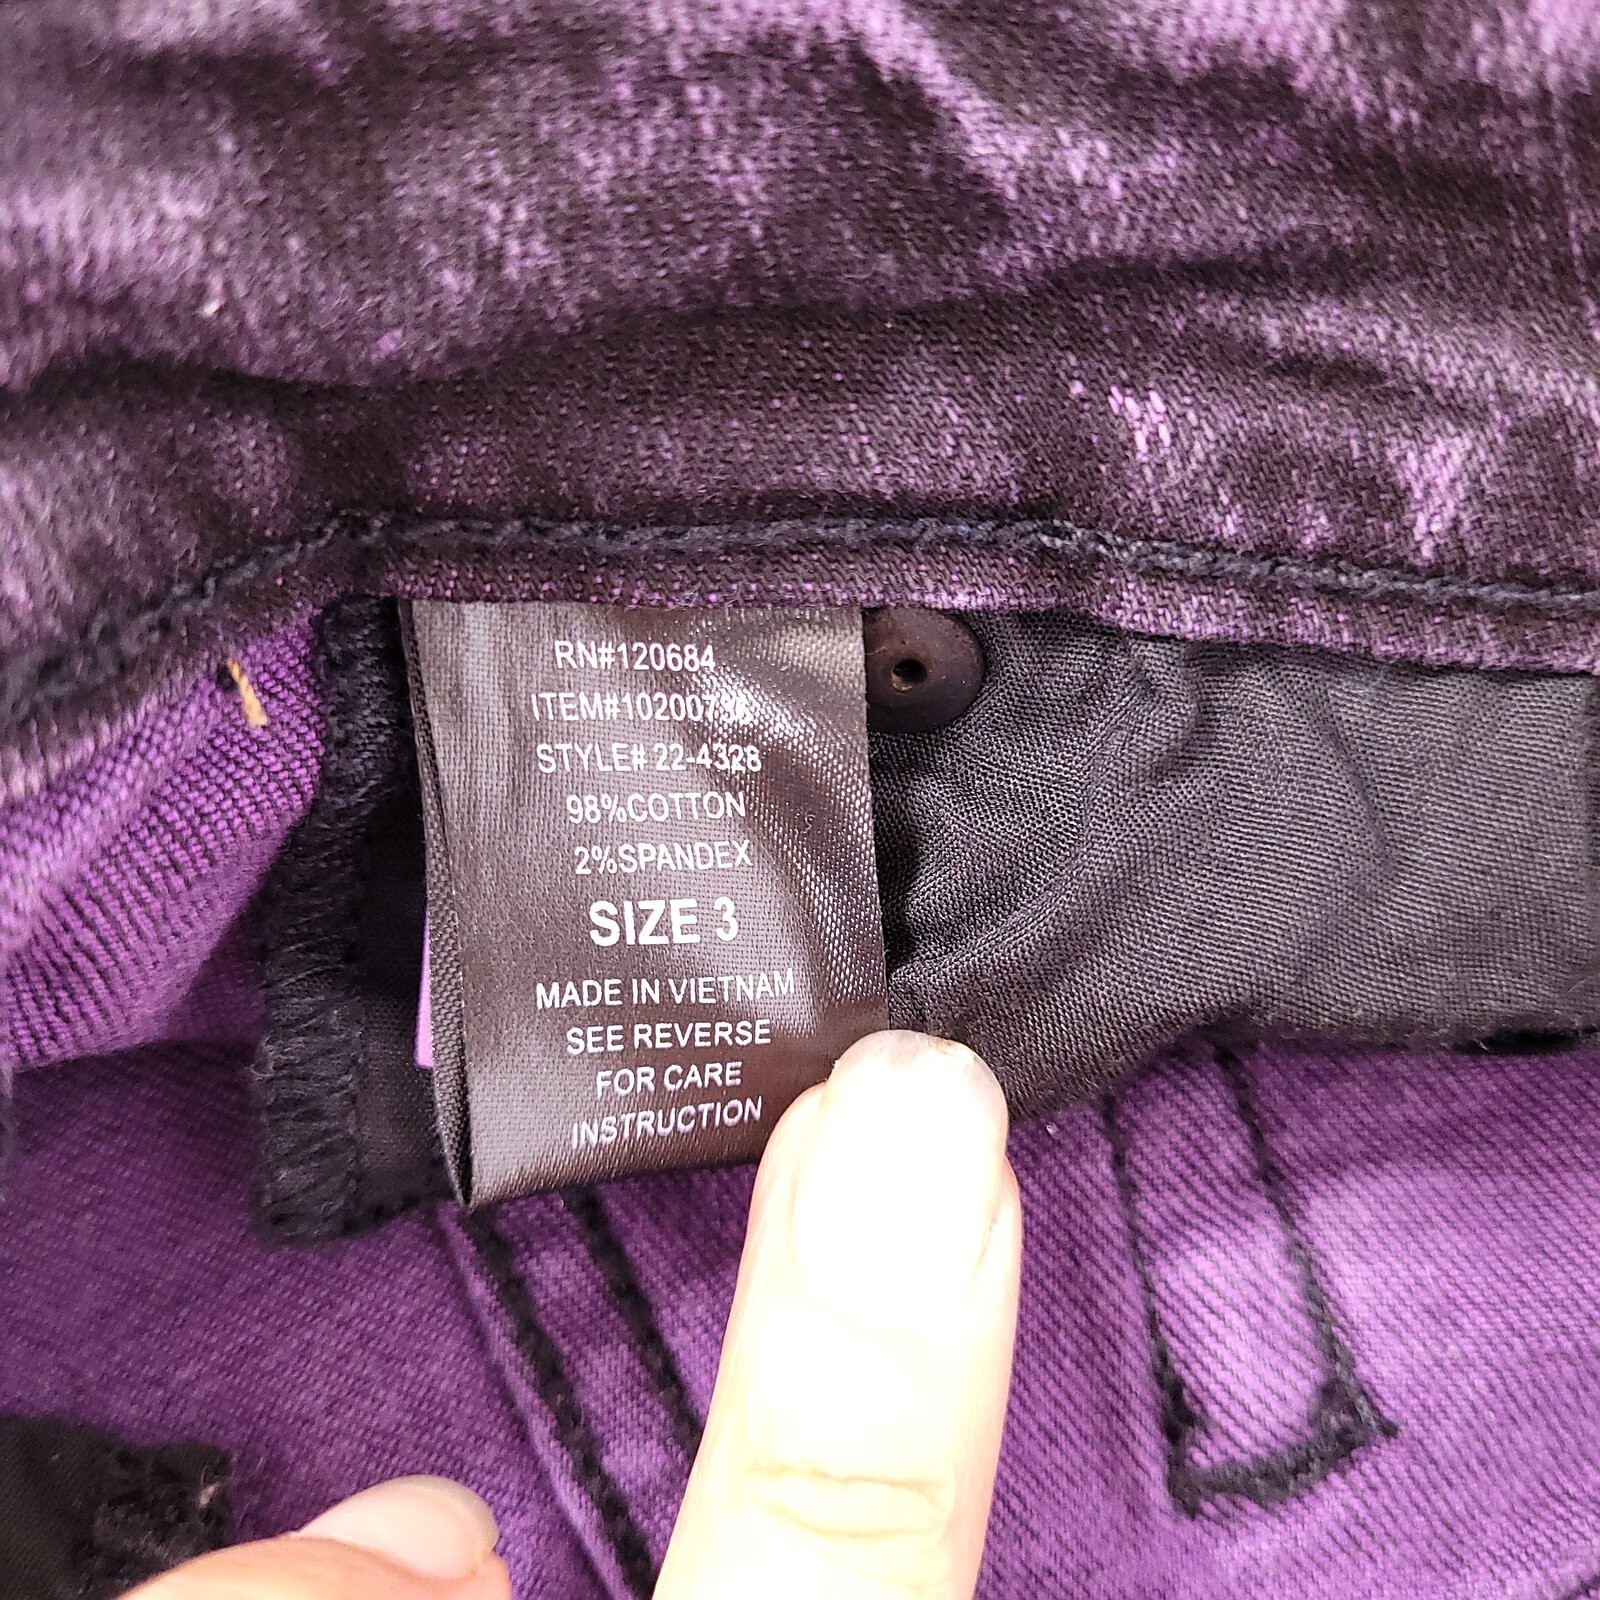 RN#120684
STYLE# 22-4328
98%COTTON
2%SPANDEX
SIZE 3
MADE IN VIETNAM
SEE REVERSE
FOR CARE
INSTRUCTION